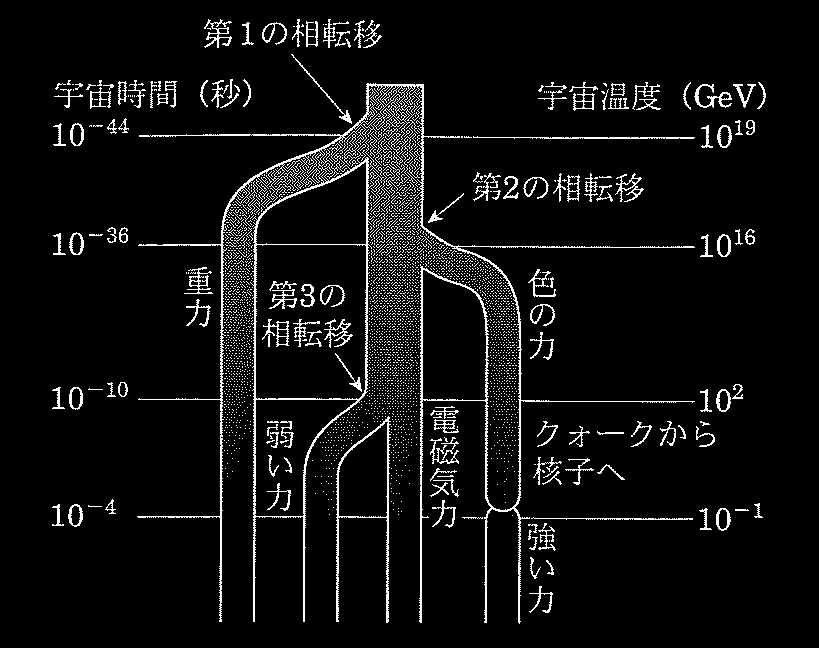 第1の相転移
宇宙時間（秒）
宇宙温度（GeV）
10⁻⁴⁴
10¹⁹
第2の相転移
10⁻³⁶
10¹⁶
重力
第3の
相転移
色の力
10⁻¹⁰
10²
弱い力
電磁気力
クォークから
核子へ
10⁻⁴
10⁻¹
強い力